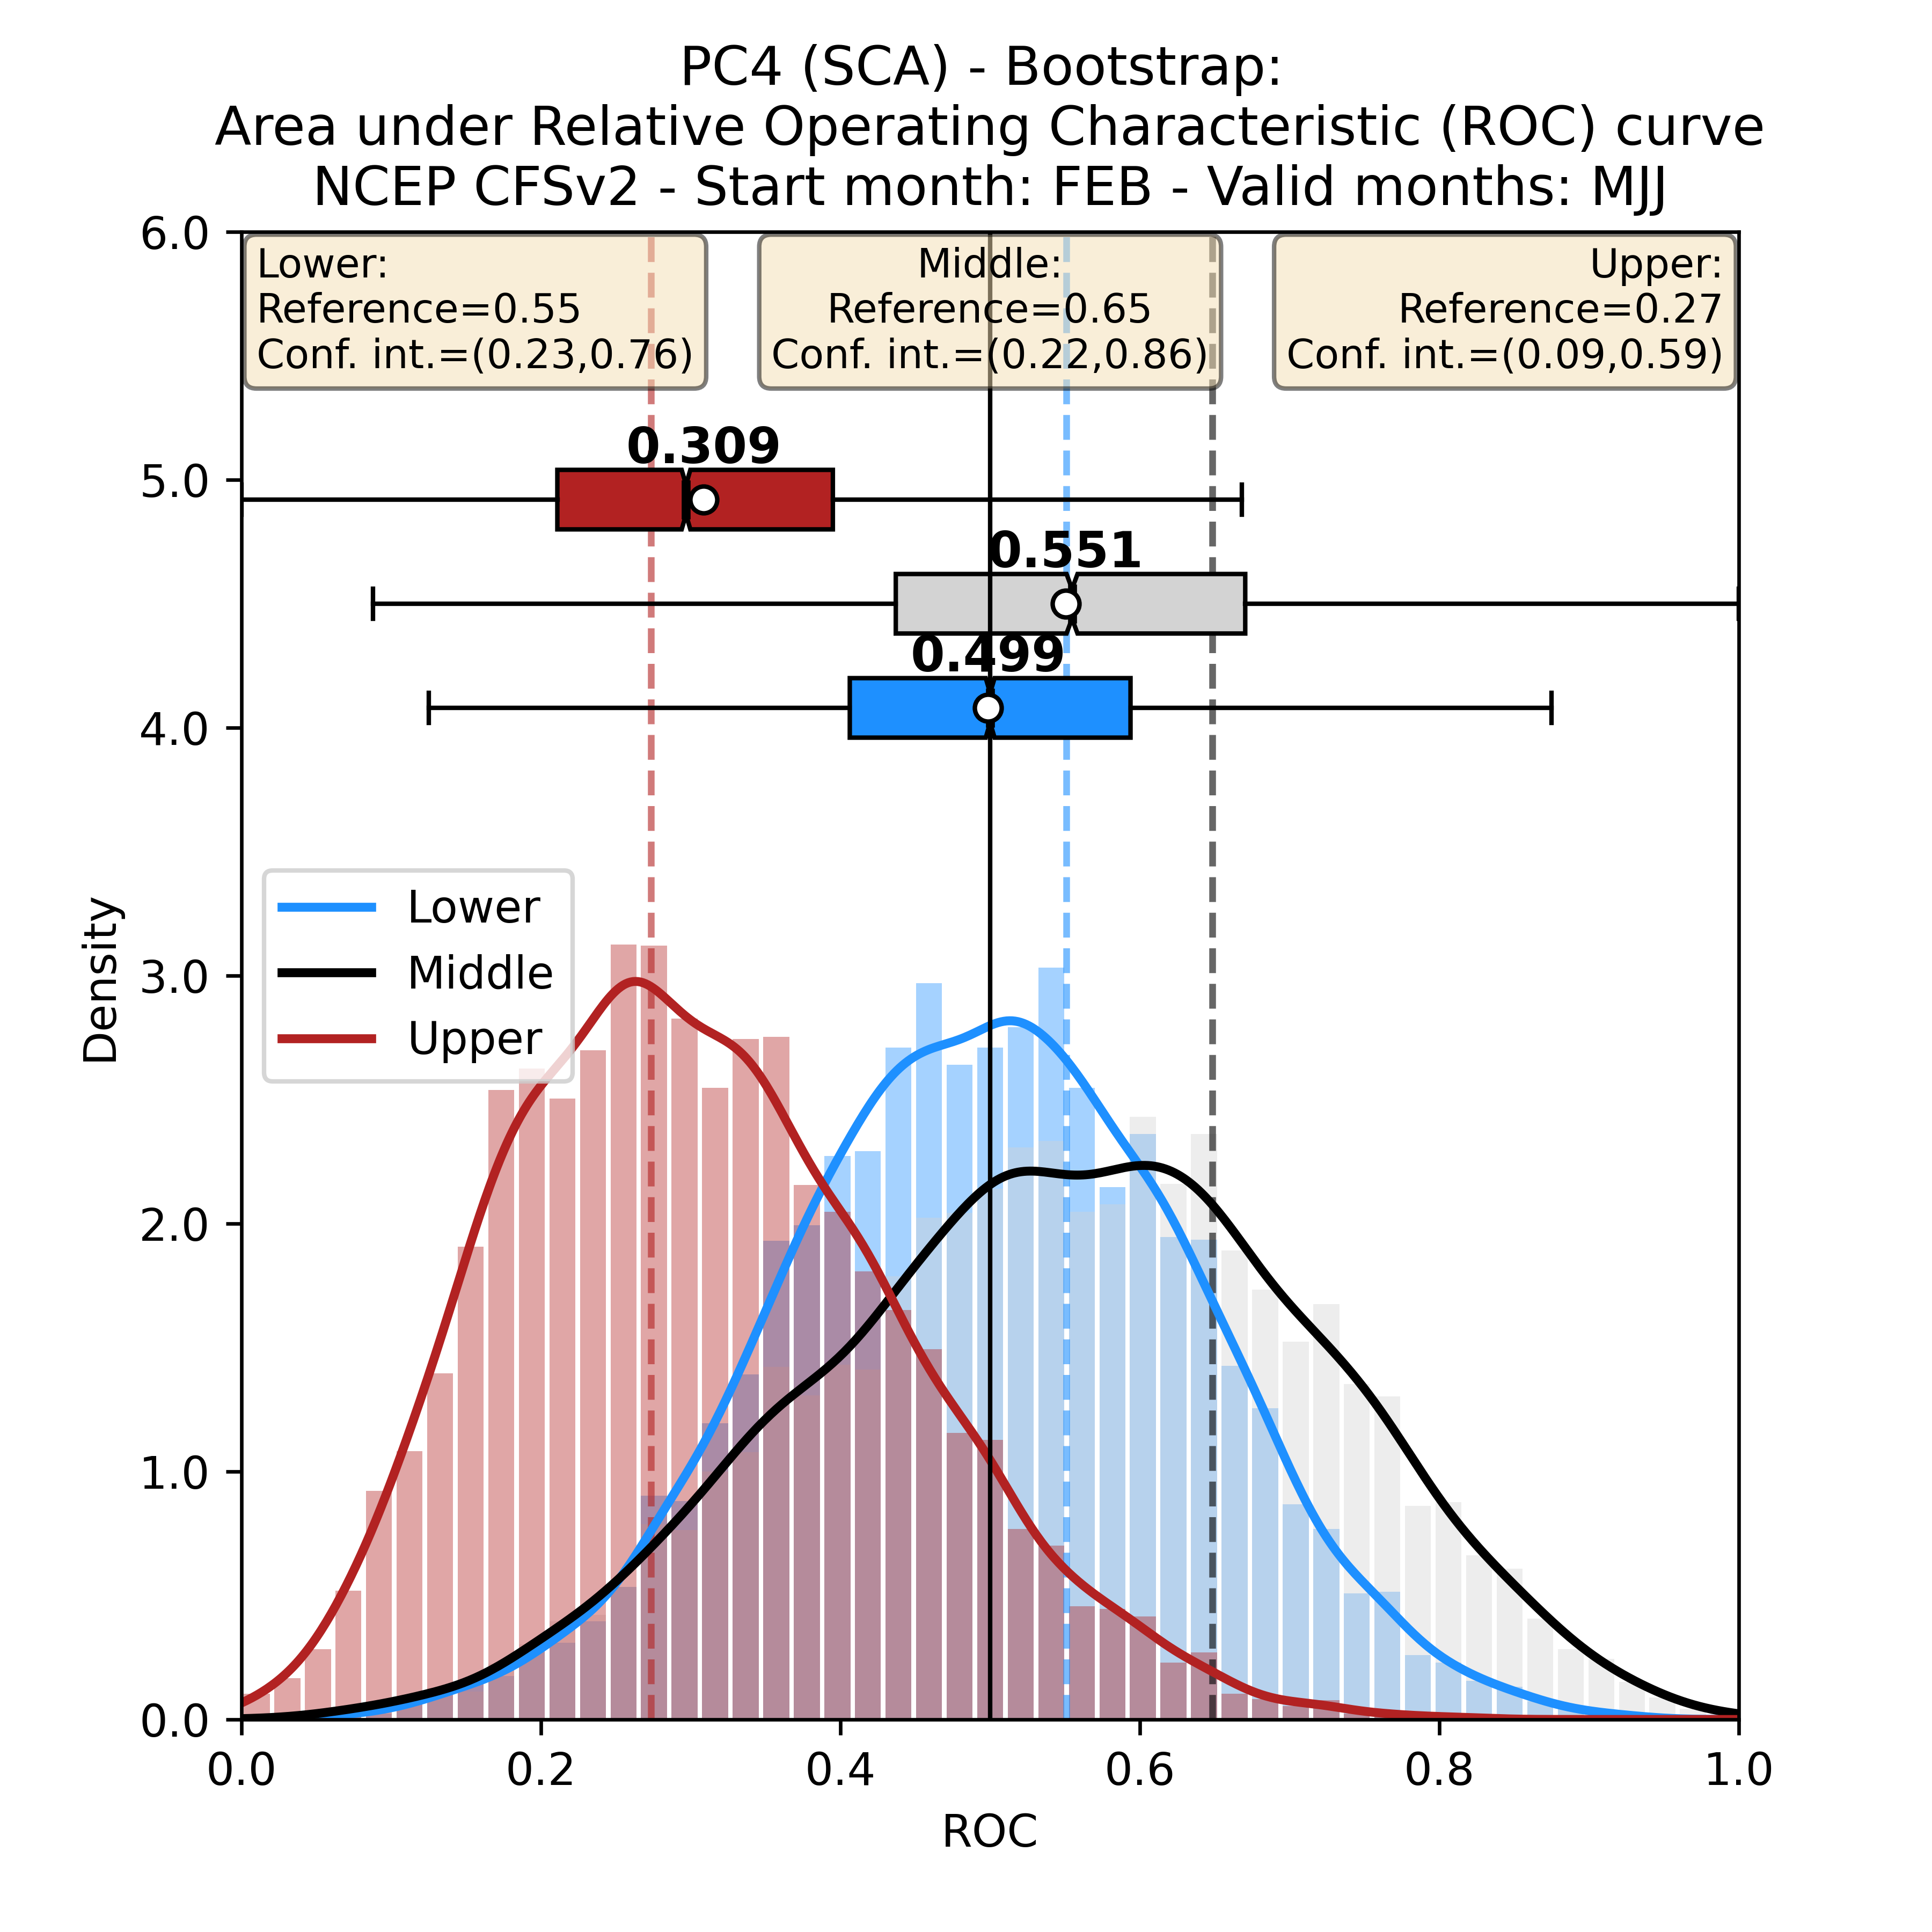 PC4 (SCA) - Bootstrap:
Area under Relative Operating Characteristic (ROC) curve
NCEP CFSv2 - Start month: FEB - Valid months: MJJ
Lower:
Reference=0.55
Conf. int.=(0.23,0.76)
Middle:
Reference=0.65
Conf. int.=(0.22,0.86)
Upper:
Reference=0.27
Conf. int.=(0.09,0.59)
0.309
0.551
0.499
Lower
Middle
Upper
Density
6.0
5.0
4.0
3.0
2.0
1.0
0.0
0.0 0.2 0.4 0.6 0.8 1.0
ROC